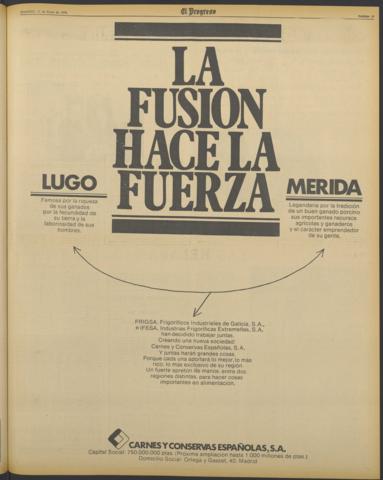 El Progreso
LA
FUSION
HACE LA
FUERZA
LUGO
Famosa por la riqueza
de sus ganados
por la fecundidad de
su tierra y la
laboriosidad de sus
hombres.
MERIDA
Legendaria por la tradición
de un buen ganado porcino
sus importantes recursos
agrícolas y ganaderos
y el carácter emprendedor
de su gente.
FRIGSA, Frigoríficos Industriales de Galicia, S.A.,
e IFESA, Industrias Frigoríficas Extremeñas, S.A.
han decidido trabajar juntas.
Creando una nueva sociedad:
Carnes y Conservas Españolas, S.A.
Y juntas harán grandes cosas.
Porque cada una aportará lo mejor, lo más
rico, lo más exclusivo de su región.
Un fuerte apretón de manos, entre dos
regiones distintas, para hacer cosas
importantes en alimentación.
CARNES Y CONSERVAS ESPAÑOLAS, S.A.
Capital Social: 750.000.000 ptas. (Próxima ampliación hasta 1.000 millones de ptas.)
Domicilio Social: Ortega y Gasset, 40. Madrid